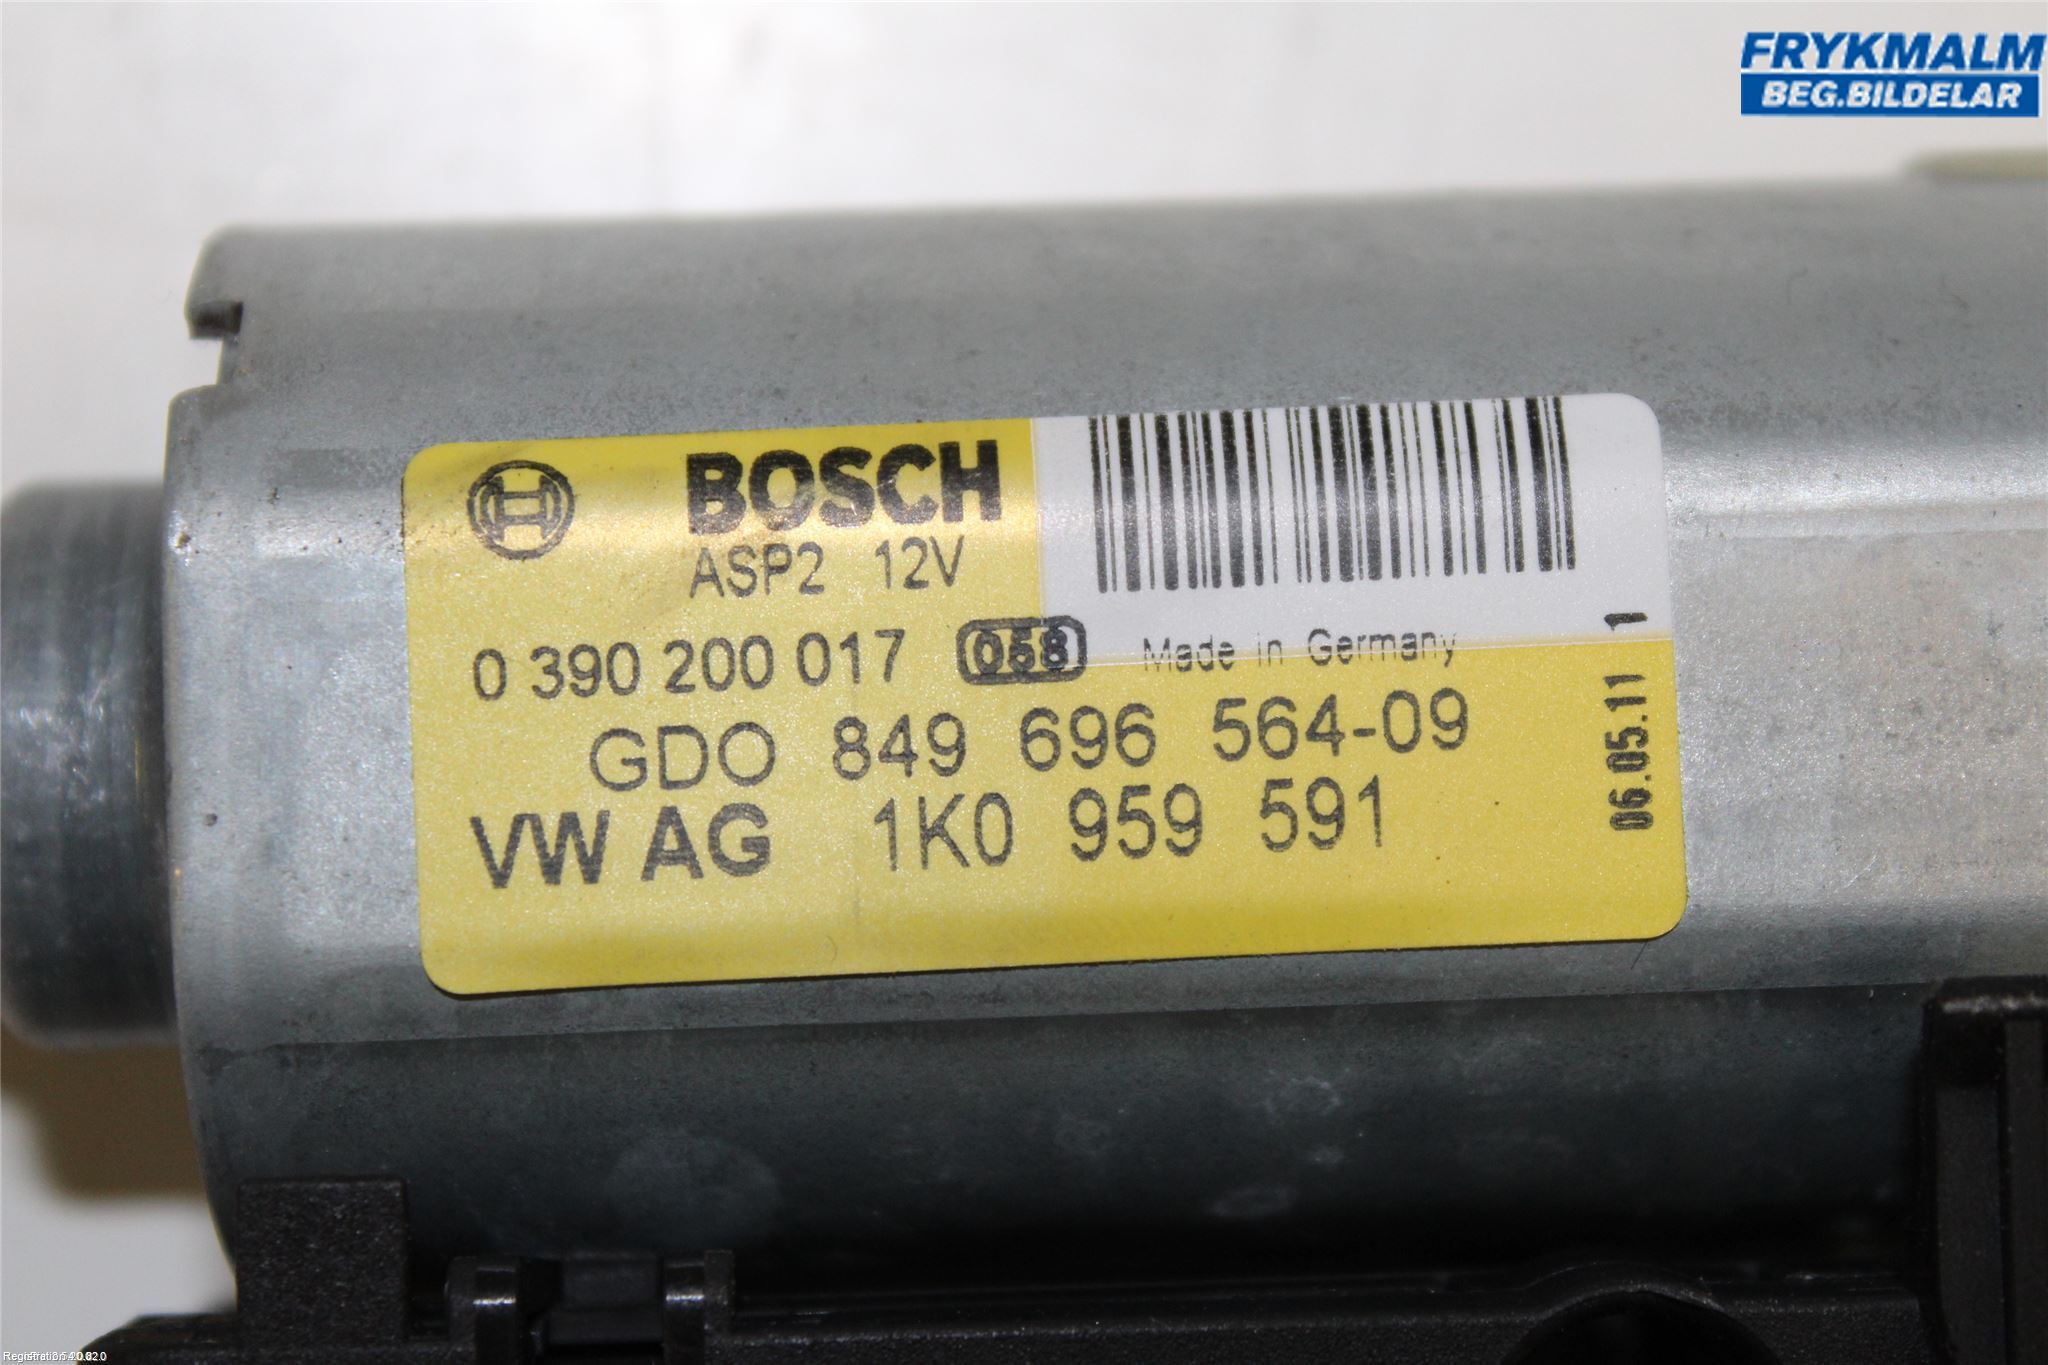 FRYKMALM
BEG.BILDELAR
BOSCH
ASP2 12V
0 390 200 017 058 Made in Germany
GDO 849 696 564-09
VW AG 1K0 959 591
06.05.11 1